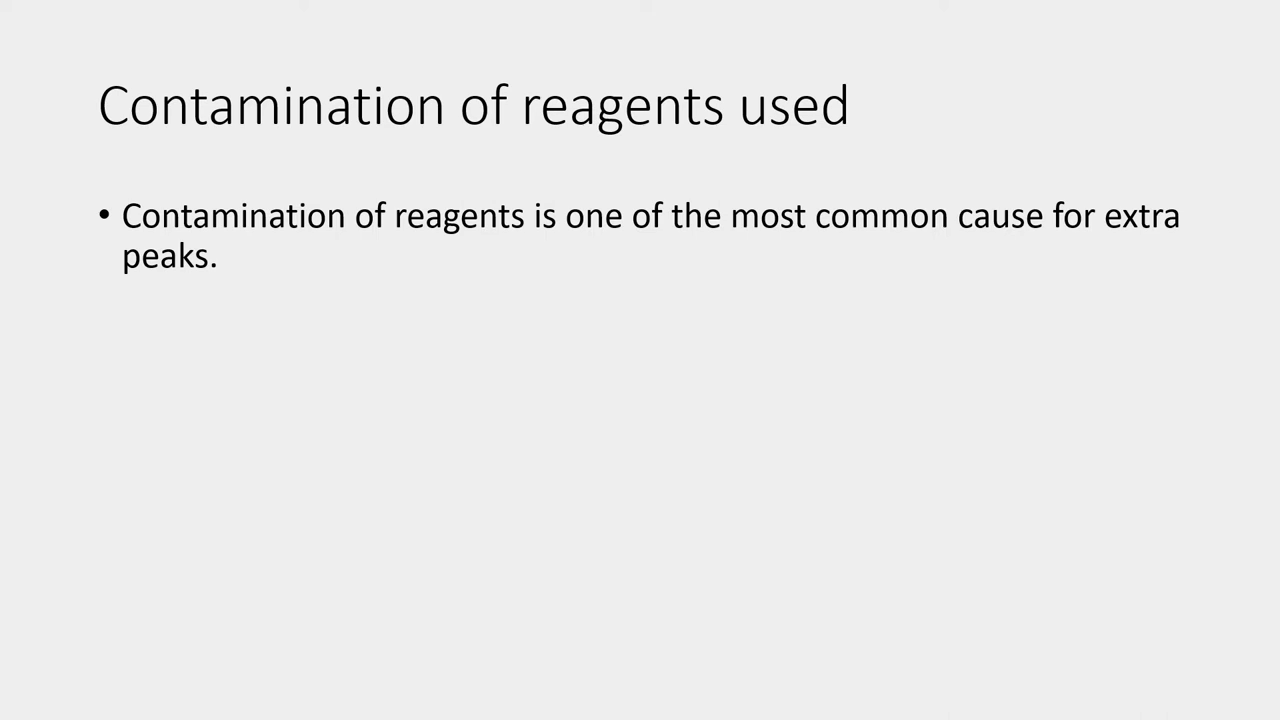 Contamination of reagents used
• Contamination of reagents is one of the most common cause for extra
peaks.